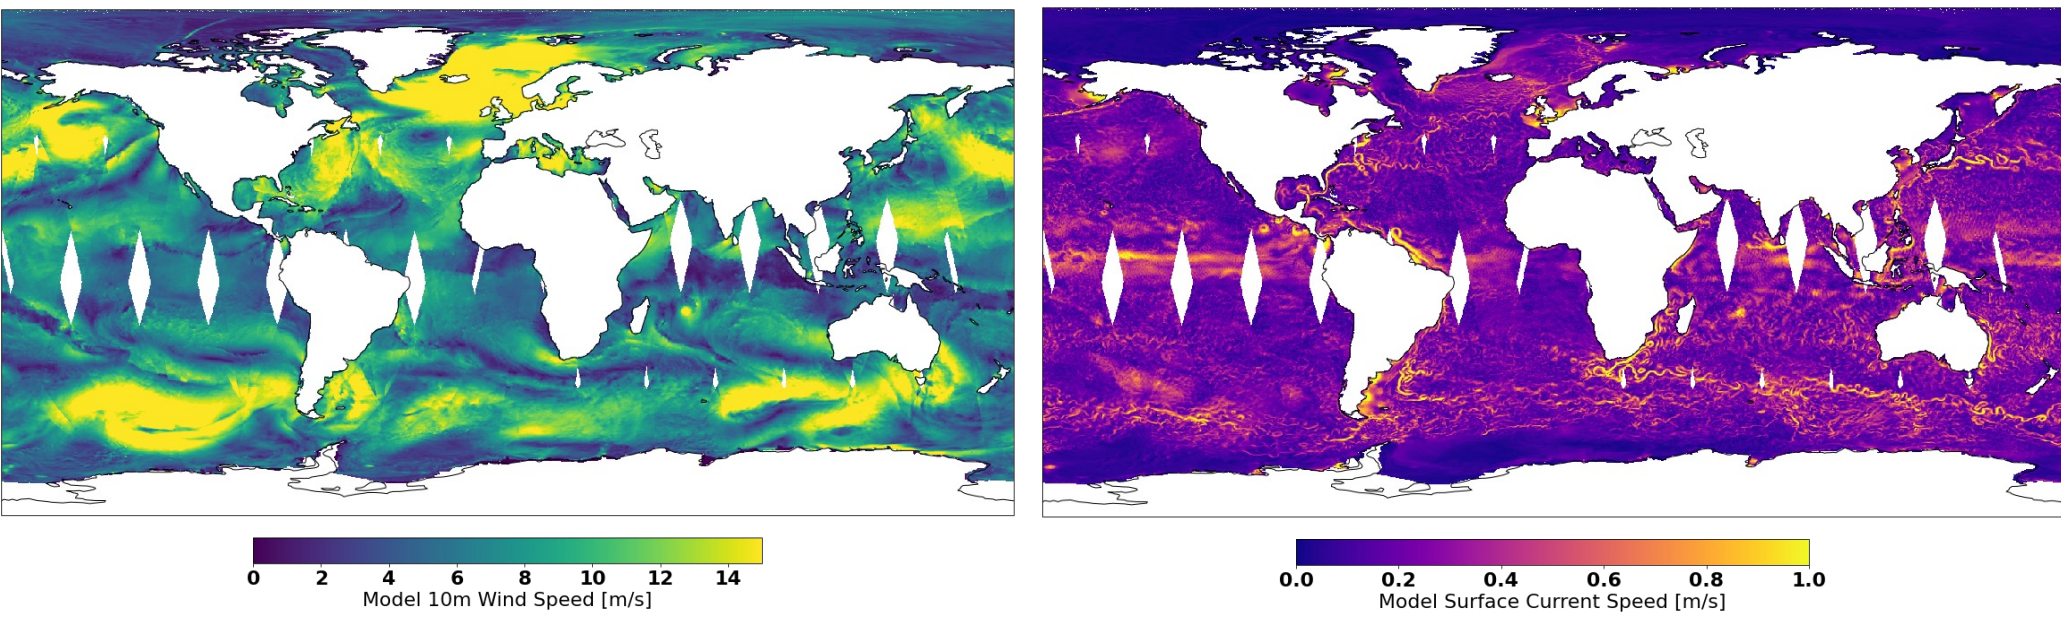 0 2 4 6 8 10 12 14
Model 10m Wind Speed [m/s]
0.0 0.2 0.4 0.6 0.8 1.0
Model Surface Current Speed [m/s]